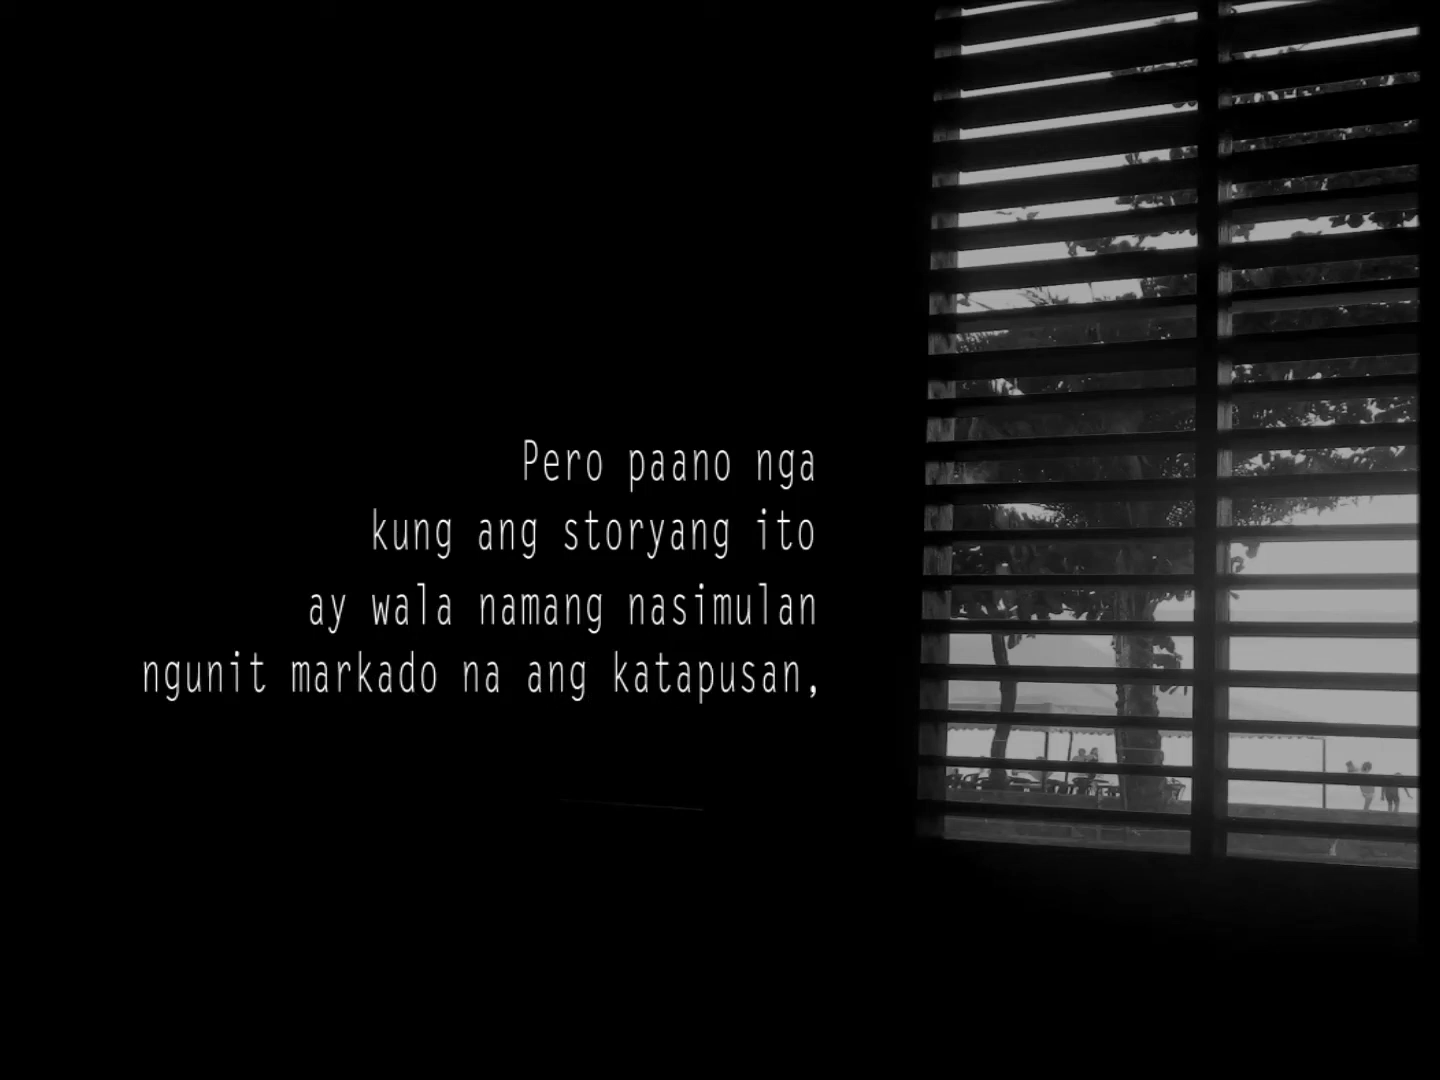 Pero paano nga
kung ang storyang ito
ay wala namang nasimulan
ngunit markado na ang katapusan,